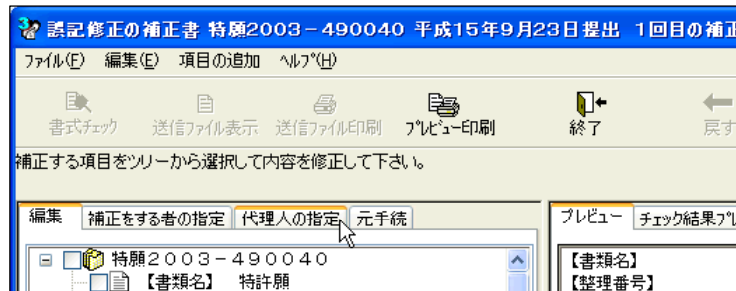 誤記修正の補正書 特願2003-490040 平成15年9月23日提出 1回目の補正
ファイル(F) 編集(E) 項目の追加 ヘルプ(H)
書式チェック 送信ファイル表示 送信ファイル印刷 プレビュー印刷 終了 戻す
補正する項目をツリーから選択して内容を修正して下さい。
編集 補正をする者の指定 代理人の指定 元手続 プレビュー チェック結果プレ
特願2003-490040 【書類名】
【書類名】 特許願 【整理番号】